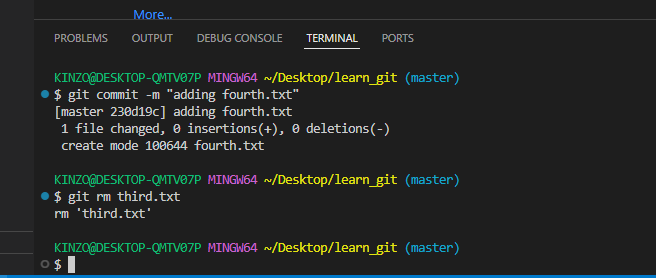 More...
PROBLEMS OUTPUT DEBUG CONSOLE TERMINAL PORTS
KINZO@DESKTOP-QMTV07P MINGW64 ~/Desktop/learn_git (master)
$ git commit -m "adding fourth.txt"
[master 230d19c] adding fourth.txt
1 file changed, 0 insertions(+), 0 deletions(-)
create mode 100644 fourth.txt
KINZO@DESKTOP-QMTV07P MINGW64 ~/Desktop/learn_git (master)
$ git rm third.txt
rm 'third.txt'
KINZO@DESKTOP-QMTV07P MINGW64 ~/Desktop/learn_git (master)
$